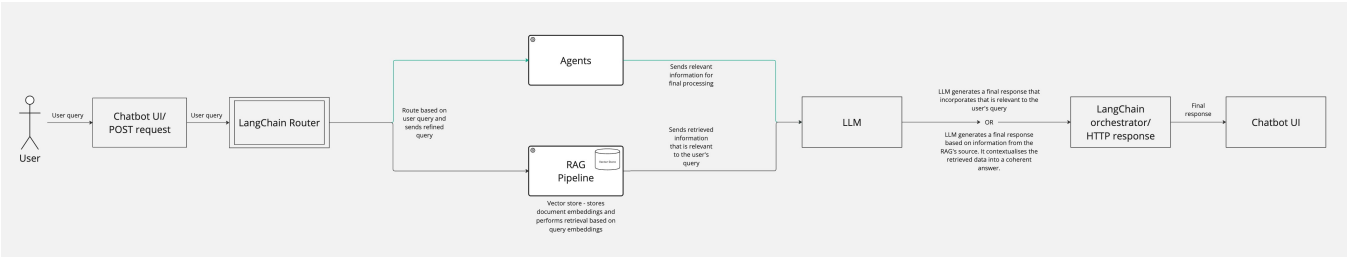 User
User query
Chatbot UI/
POST request
User query
LangChain Router
Route based on
user query and
sends refined
query
Agents
Sends relevant
information for
final processing
RAG
Pipeline
Vector Store
Vector store - stores
document embeddings and
performs retrieval based on
query embeddings
Sends retrieved
information
that is relevant
to the user's
query
LLM
LLM generates a final response that
incorporates that is relevant to the
user's query
OR
LLM generates a final response
based on information from the
RAG's source. It contextualises the
retrieved data into a coherent
answer.
LangChain
orchestrator/
HTTP response
Final
response
Chatbot UI